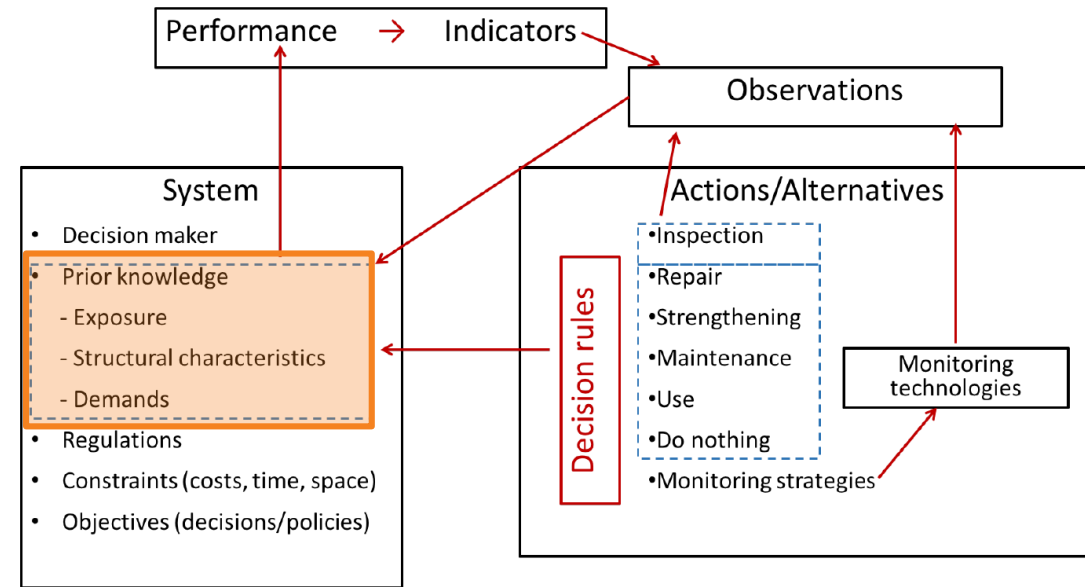 Performance → Indicators
Observations
System
• Decision maker
• Prior knowledge
- Exposure
- Structural characteristics
- Demands
• Regulations
• Constraints (costs, time, space)
• Objectives (decisions/policies)
Actions/Alternatives
Decision rules
•Inspection
•Repair
•Strengthening
•Maintenance
•Use
•Do nothing
•Monitoring strategies
Monitoring
technologies